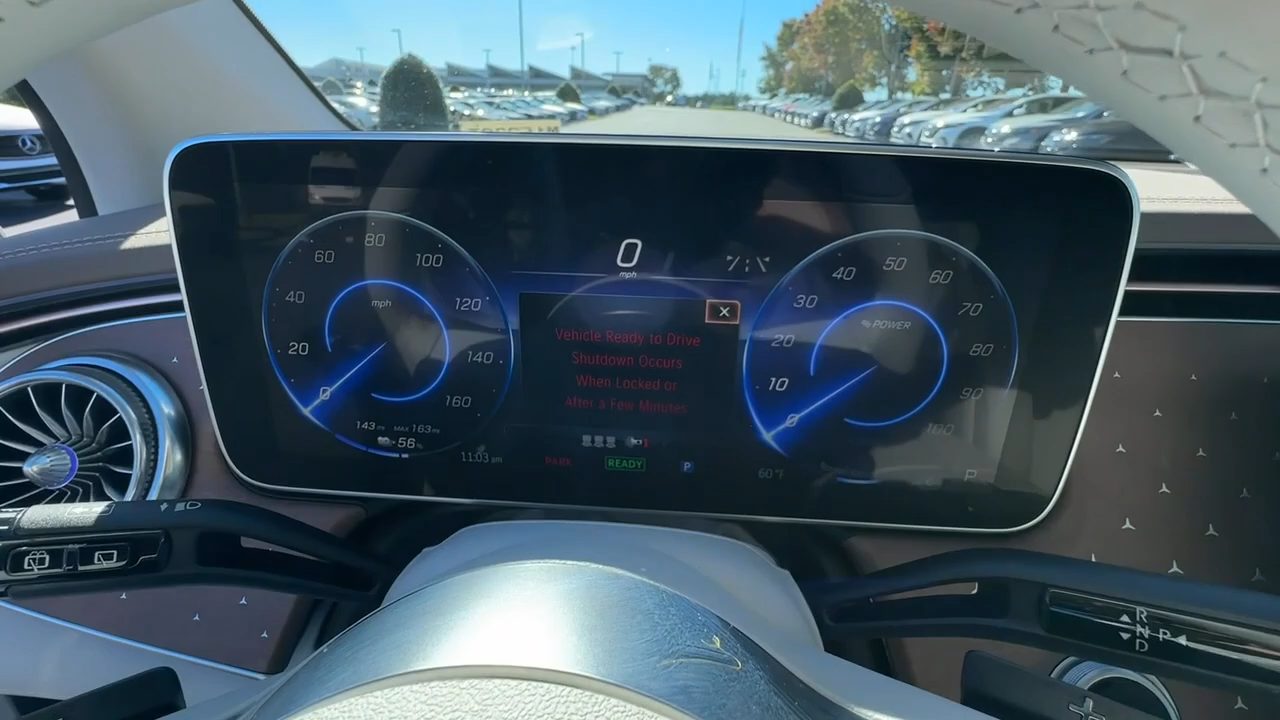 0
mph
80
60
100
40
120
mph
20
140
0
160
143 mi MAX 163 mi
56 %
11:03 am
Vehicle Ready to Drive
Shutdown Occurs
When Locked or
After a Few Minutes
1
PARK
READY
P
50
40
60
30
70
% POWER
20
80
10
90
0
100
60 °F
P
R
N P
D